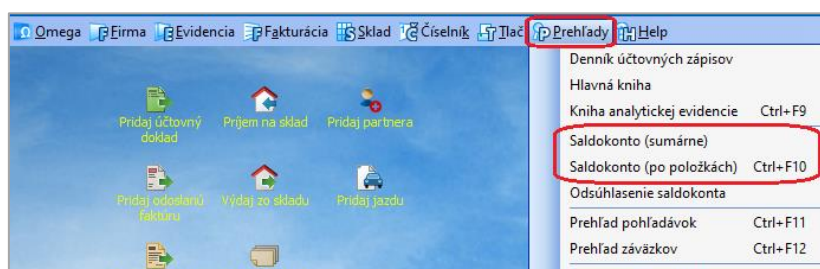 Omega Firma Evidencia Fakturácia Sklad Číselník Tlač Prehľady Help
Denník účtovných zápisov
Hlavná kniha
Kniha analytickej evidencie Ctrl+F9
Saldokonto (sumárne)
Saldokonto (po položkách) Ctrl+F10
Odsúhlasenie saldokonta
Prehľad pohľadávok Ctrl+F11
Prehľad záväzkov Ctrl+F12
Pridaj účtovný doklad
Príjem na sklad
Pridaj partnera
Pridaj odoslanú faktúru
Výdaj zo skladu
Pridaj jazdu